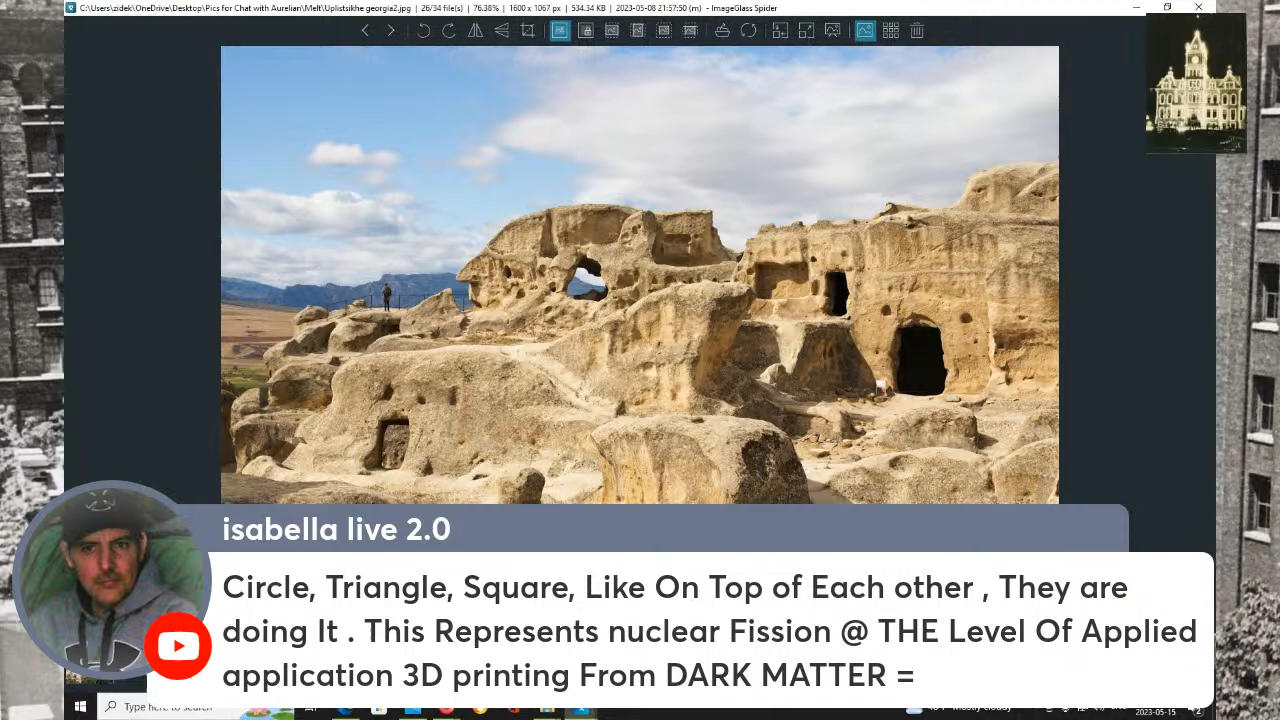 C:\Users\zidek\OneDrive\Desktop\Pics for Chat with Aurelian\Melt\Uplistsikhe georgia2.jpg | 26/34 file(s) | 76.38% | 1600 x 1067 px | 534.34 KB | 2023-05-08 21:57:50 (m) - ImageGlass Spider
isabella live 2.0
Circle, Triangle, Square, Like On Top of Each other , They are
doing It . This Represents nuclear Fission @ THE Level Of Applied
application 3D printing From DARK MATTER =
Type here to search
Mostly cloudy
2023-05-15